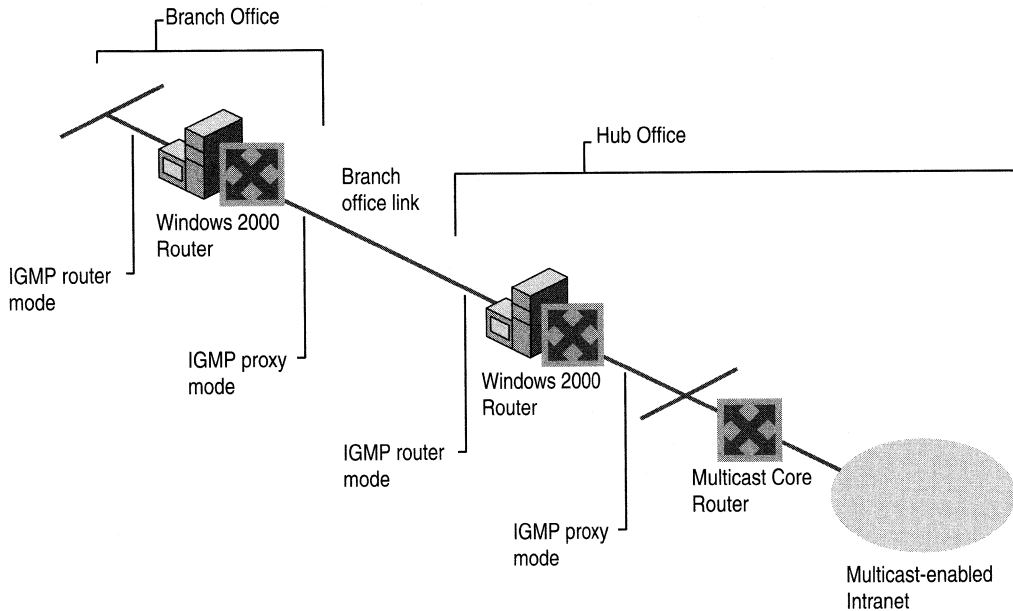 Branch Office
Hub Office
Branch
office link
Windows 2000
Router
IGMP router
mode
IGMP proxy
mode
Windows 2000
Router
IGMP router
mode
Multicast Core
Router
IGMP proxy
mode
Multicast-enabled
Intranet